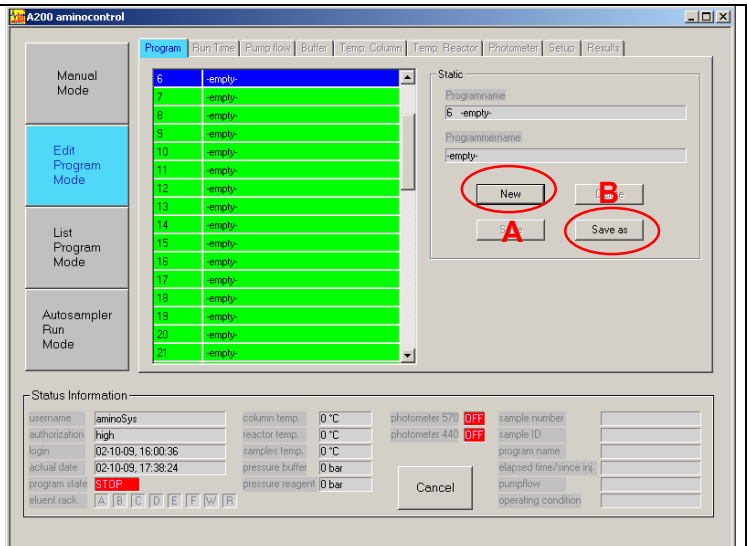 A200 aminocontrol
Manual
Mode
Edit
Program
Mode
List
Program
Mode
Autosampler
Run
Mode
Program Run Time Pump flow Buffer Temp. Column Temp. Reactor Photometer Setup Results
6 -empty-
7 -empty-
8 -empty-
9 -empty-
10 -empty-
11 -empty-
12 -empty-
13 -empty-
14 -empty-
15 -empty-
16 -empty-
17 -empty-
18 -empty-
19 -empty-
20 -empty-
21 -empty-
Static
Programname
6 -empty-
Programmername
-empty-
New
B
A
Save as
Status Information
username aminoSys
authorization high
login 02-10-09, 16:00:36
actual date 02-10-09, 17:38:24
program state STOP
eluent rack A B C D E F W R
column temp. 0 °C
reactor temp. 0 °C
samples temp. 0 °C
pressure buffer 0 bar
pressure reagent 0 bar
photometer 570 OFF
photometer 440 OFF
Cancel
sample number
sample ID
program name
elapsed time/since inj.
pumpflow
operating condition